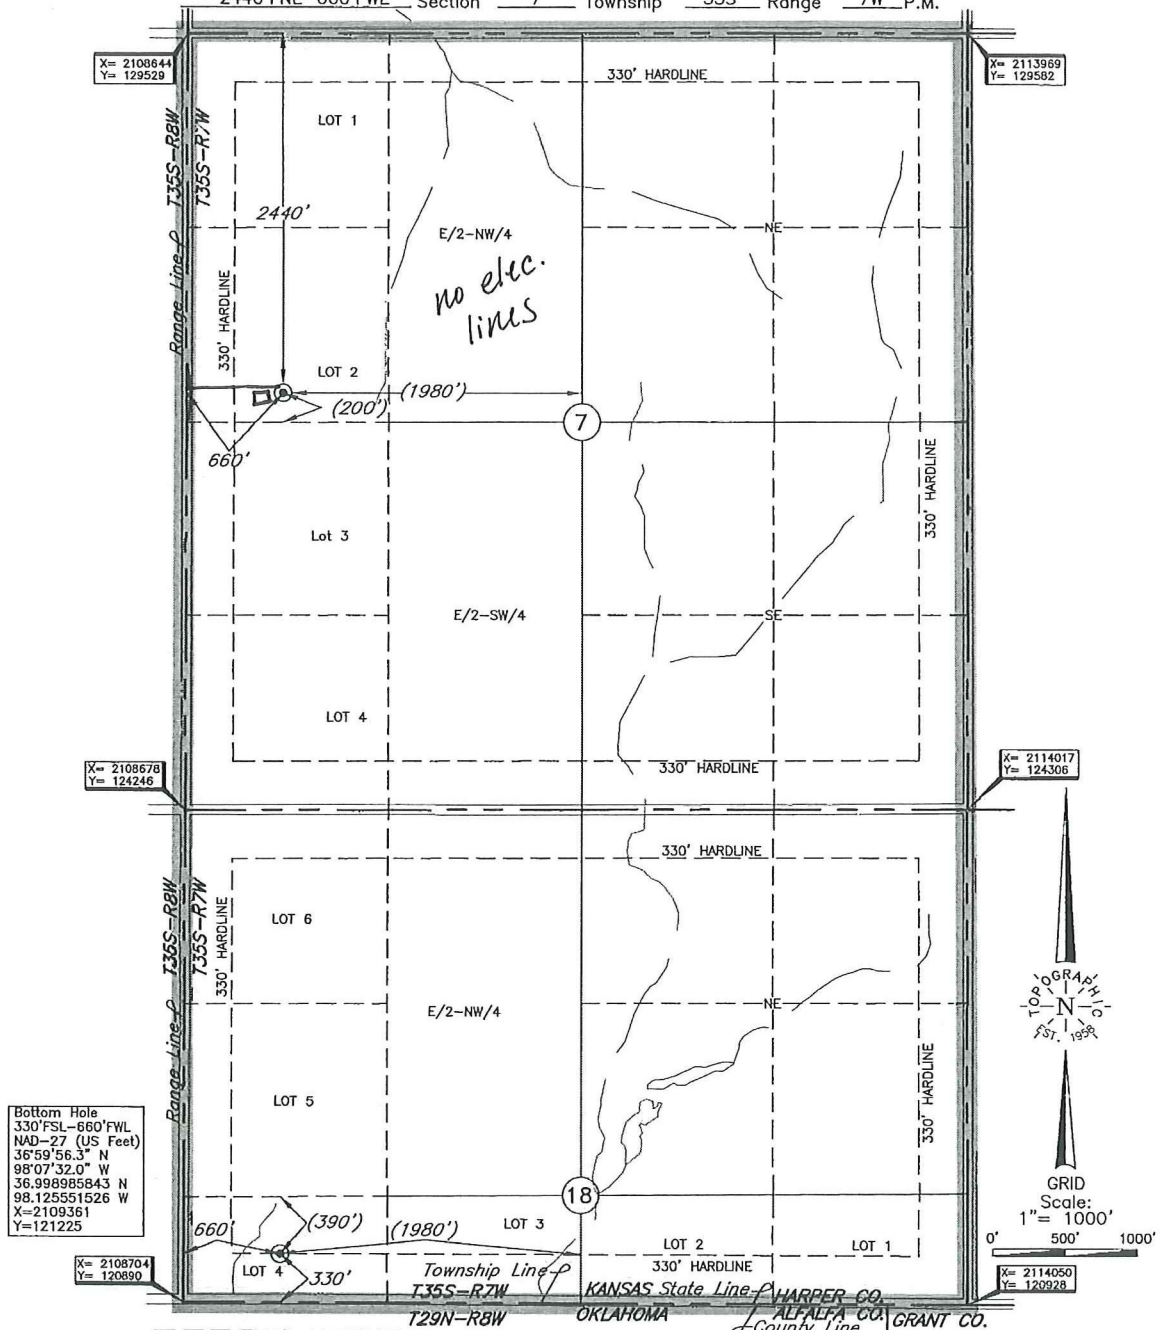 2440'FNL-660'FWL Section 7 Township 35S Range 7W P.M.
X= 2108644
Y= 129529
X= 2113969
Y= 129582
330' HARDLINE
LOT 1
T35S-R8W
T35S-R7W
2440'
NE
E/2-NW/4
no elec.
lines
Range Line
330' HARDLINE
LOT 2
(1980')
(200')
7
660'
330' HARDLINE
Lot 3
E/2-SW/4
SE
LOT 4
330' HARDLINE
X= 2108678
Y= 124246
X= 2114017
Y= 124306
330' HARDLINE
T35S-R8W
T35S-R7W
330' HARDLINE
LOT 6
NE
E/2-NW/4
TOPOGRAPHIC
N
EST. 1958
Range Line
LOT 5
330' HARDLINE
Bottom Hole
330'FSL-660'FWL
NAD-27 (US Feet)
36°59'56.3" N
98°07'32.0" W
36.998985843 N
98.125551526 W
X=2109361
Y=121225
GRID
Scale:
1"= 1000'
0' 500' 1000'
18
660'
(390')
(1980')
LOT 3
LOT 2
LOT 1
330' HARDLINE
LOT 4
330'
X= 2108704
Y= 120890
X= 2114050
Y= 120928
Township Line
T35S-R7W
KANSAS State Line
HARPER CO.
T29N-R8W
OKLAHOMA
ALFALFA CO.
GRANT CO.
County Line